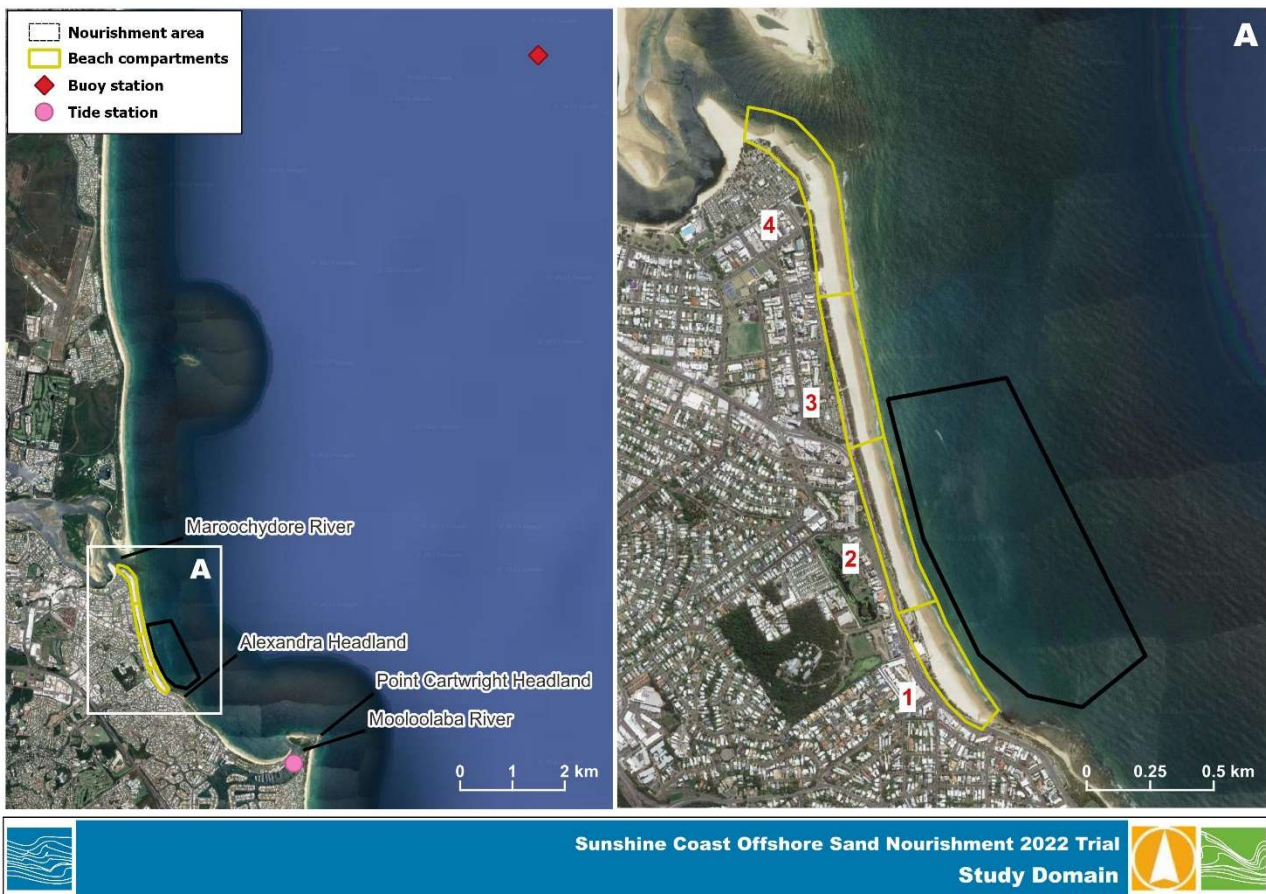 Nourishment area
Beach compartments
Buoy station
Tide station
Maroochydore River
A
Alexandra Headland
Point Cartwright Headland
Mooloolaba River
0 1 2 km
A
4
3
2
1
0 0.25 0.5 km
Sunshine Coast Offshore Sand Nourishment 2022 Trial
Study Domain